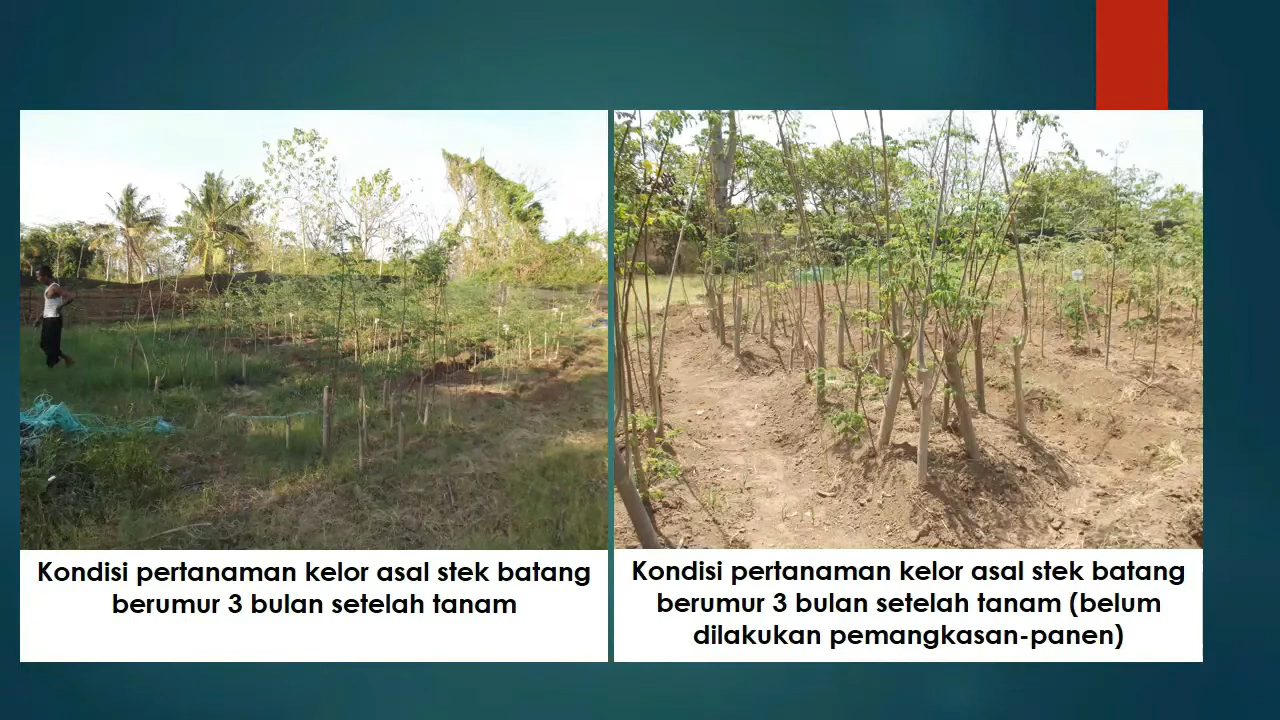 Kondisi pertanaman kelor asal stek batang
berumur 3 bulan setelah tanam
Kondisi pertanaman kelor asal stek batang
berumur 3 bulan setelah tanam (belum
dilakukan pemangkasan-panen)